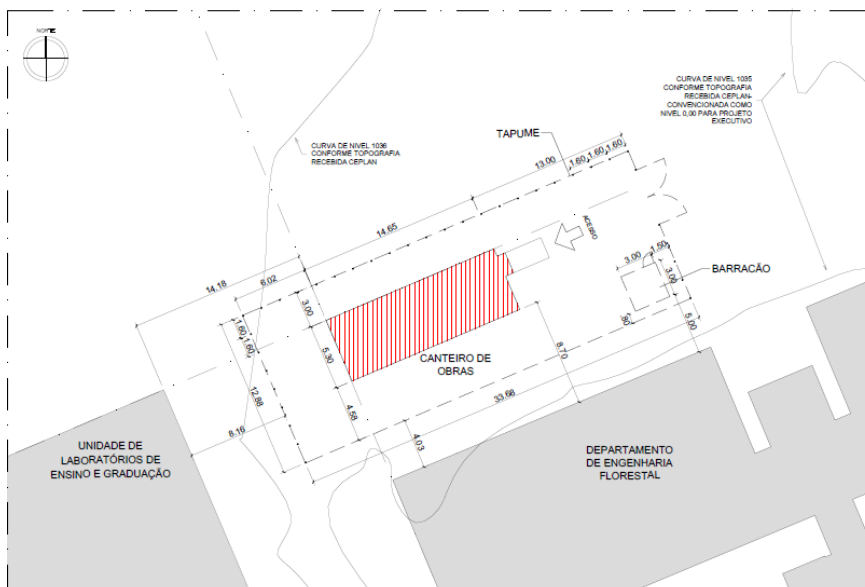 NORTE
CURVA DE NIVEL 1036
CONFORME TOPOGRAFIA
RECEBIDA CEPLAN
CURVA DE NIVEL 1035
CONFORME TOPOGRAFIA
RECEBIDA CEPLAN-
CONVENCIONADA COMO
NIVEL 0,00 PARA PROJETO
EXECUTIVO
TAPUME
13.00
1.60
1.60
1.60
14.65
14.18
6.02
ACESSO
3.00
1.50
3.00
BARRACÃO
.80
5.00
3.00
1.60
1.60
5.30
12.88
4.58
8.16
CANTEIRO DE
OBRAS
8.70
33.68
4.03
UNIDADE DE
LABORATÓRIOS DE
ENSINO E GRADUAÇÃO
DEPARTAMENTO
DE ENGENHARIA
FLORESTAL